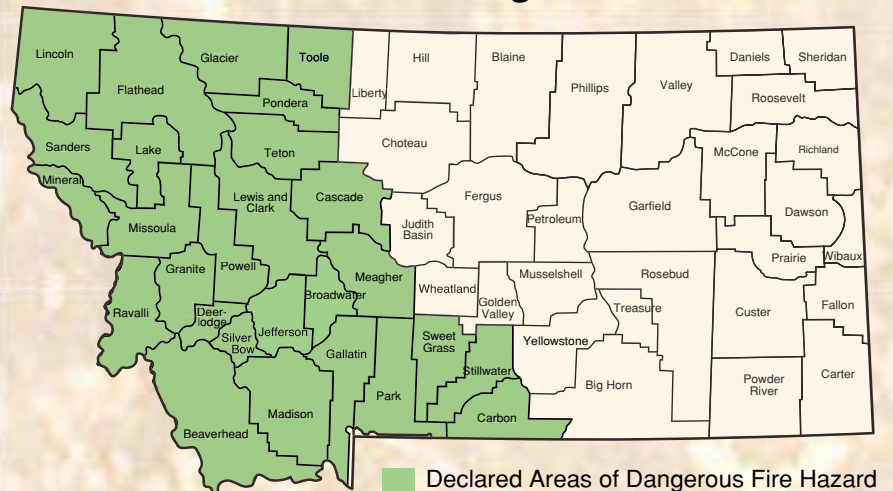 Lincoln
Flathead
Glacier
Toole
Liberty
Hill
Blaine
Phillips
Valley
Daniels
Sheridan
Roosevelt
Pondera
Choteau
Sanders
Lake
Teton
McCone
Richland
Mineral
Lewis and
Clark
Cascade
Fergus
Petroleum
Garfield
Dawson
Missoula
Judith
Basin
Granite
Powell
Meagher
Wheatland
Golden
Valley
Musselshell
Rosebud
Prairie
Wibaux
Ravalli
Deer-
lodge
Broadwater
Treasure
Custer
Fallon
Silver
Bow
Jefferson
Gallatin
Sweet
Grass
Yellowstone
Stillwater
Big Horn
Powder
River
Carter
Park
Carbon
Madison
Beaverhead
Declared Areas of Dangerous Fire Hazard